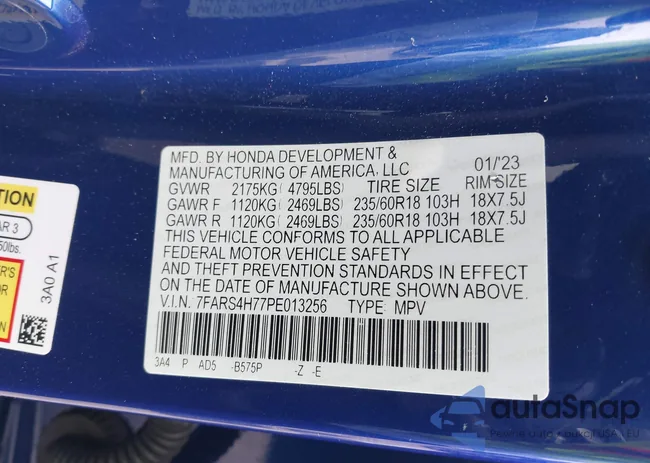 MFD. BY HONDA DEVELOPMENT &
MANUFACTURING OF AMERICA, LLC 01/'23
GVWR 2175KG ( 4795LBS) TIRE SIZE RIM SIZE
GAWR F 1120KG ( 2469LBS) 235/60R18 103H 18X7.5J
GAWR R 1120KG ( 2469LBS) 235/60R18 103H 18X7.5J
THIS VEHICLE CONFORMS TO ALL APPLICABLE
FEDERAL MOTOR VEHICLE SAFETY
AND THEFT PREVENTION STANDARDS IN EFFECT
ON THE DATE OF MANUFACTURE SHOWN ABOVE.
V.I.N. 7FARS4H77PE013256 TYPE: MPV
3A4 P AD5 -B575P -Z -E
3A0 A1
autoSnap